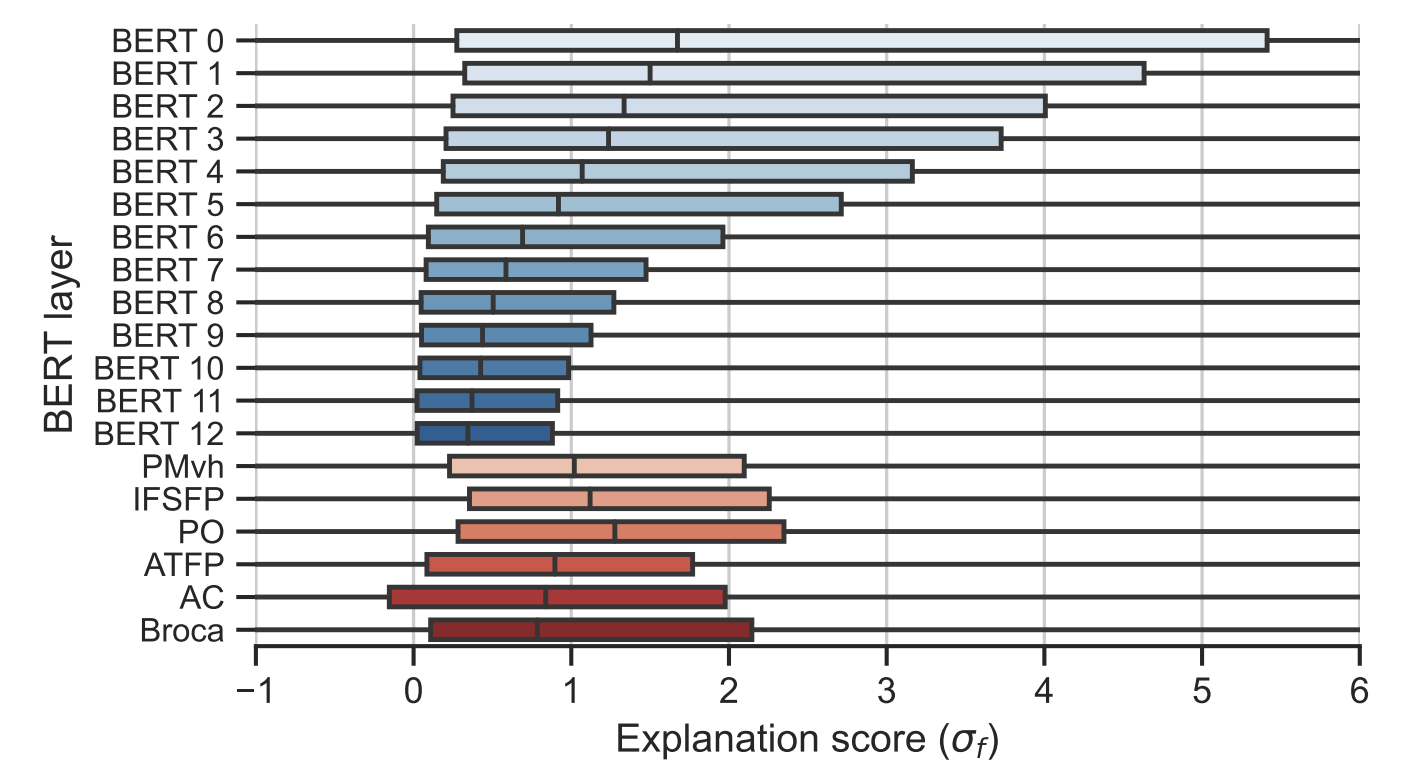 BERT layer
BERT 0
BERT 1
BERT 2
BERT 3
BERT 4
BERT 5
BERT 6
BERT 7
BERT 8
BERT 9
BERT 10
BERT 11
BERT 12
PMvh
IFSFP
PO
ATFP
AC
Broca
−1 0 1 2 3 4 5 6
Explanation score (σf)